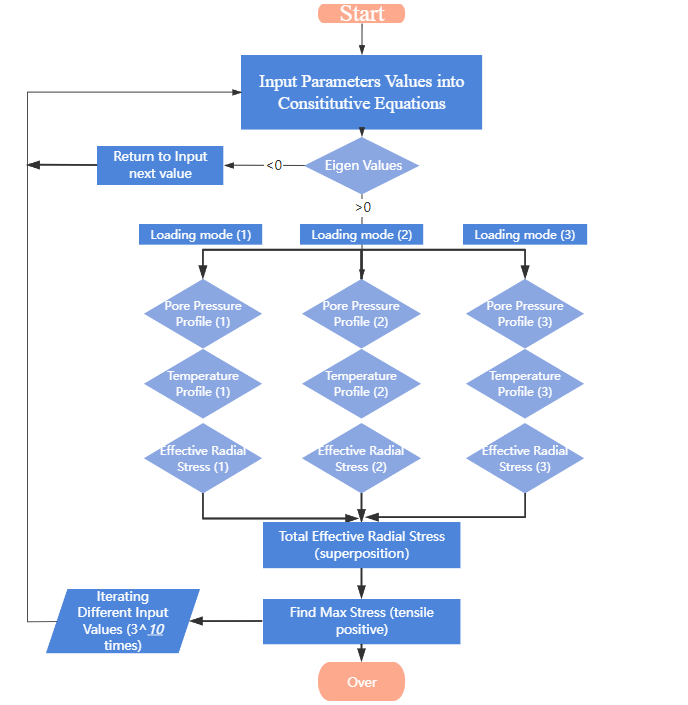 Start
Input Parameters Values into
Consititutive Equations
Return to Input
next value
<0
Eigen Values
>0
Loading mode (1)
Loading mode (2)
Loading mode (3)
Pore Pressure
Profile (1)
Pore Pressure
Profile (2)
Pore Pressure
Profile (3)
Temperature
Profile (1)
Temperature
Profile (2)
Temperature
Profile (3)
Effective Radial
Stress (1)
Effective Radial
Stress (2)
Effective Radial
Stress (3)
Total Effective Radial Stress
(superposition)
Iterating
Different Input
Values (3^10
times)
Find Max Stress (tensile
positive)
Over